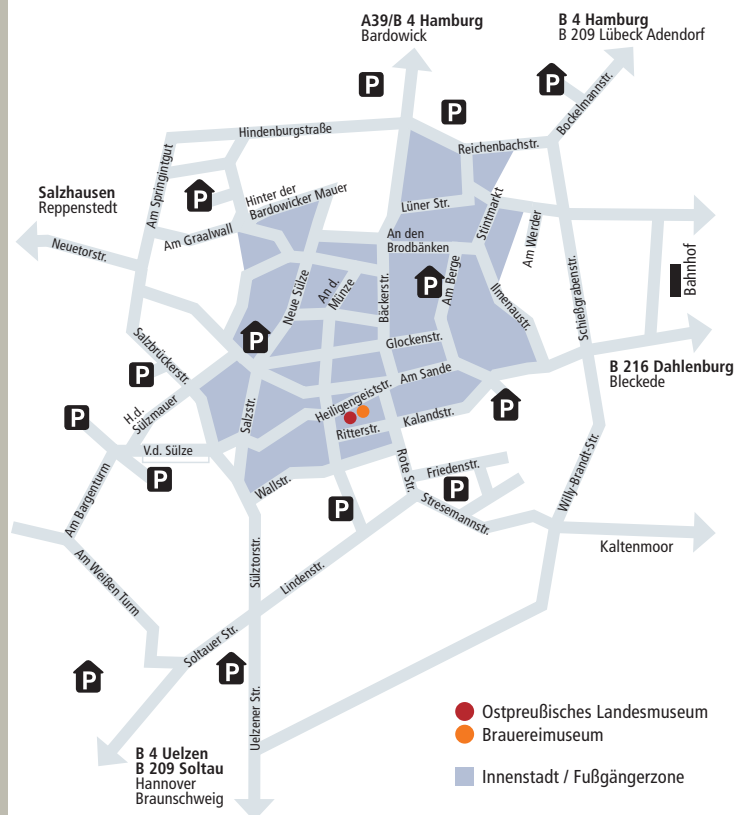 A39/B 4 Hamburg
Bardowick
B 4 Hamburg
B 209 Lübeck Adendorf
P
P
P
Bockelmannstr.
Hindenburgstraße
Reichenbachstr.
Am Springintgut
Salzhausen
Reppenstedt
P
Hinter der
Bardowicker Mauer
Lüner Str.
Stintmarkt
Am Werder
Neuetorstr.
Am Graalwall
An den
Brodbänken
Schießgrabenstr.
Bahnhof
Neue Sülze
An d.
Münze
Bäckerstr.
P
Am Berge
Ilmenaustr.
Salzbrückerstr.
P
Glockenstr.
P
Heiligengeiststr.
Am Sande
B 216 Dahlenburg
Bleckede
P
H.d.
Sülzmauer
Salzstr.
Ritterstr.
Kalandstr.
P
V.d. Sülze
P
Wallstr.
Rote Str.
Friedenstr.
P
P
Stresemannstr.
Willy-Brandt-Str.
Am Bargenturm
Am Weißen Turm
Sülztorstr.
Lindenstr.
Kaltenmoor
Soltauer Str.
P
P
Uelzener Str.
Ostpreußisches Landesmuseum
Brauereimuseum
Innenstadt / Fußgängerzone
B 4 Uelzen
B 209 Soltau
Hannover
Braunschweig